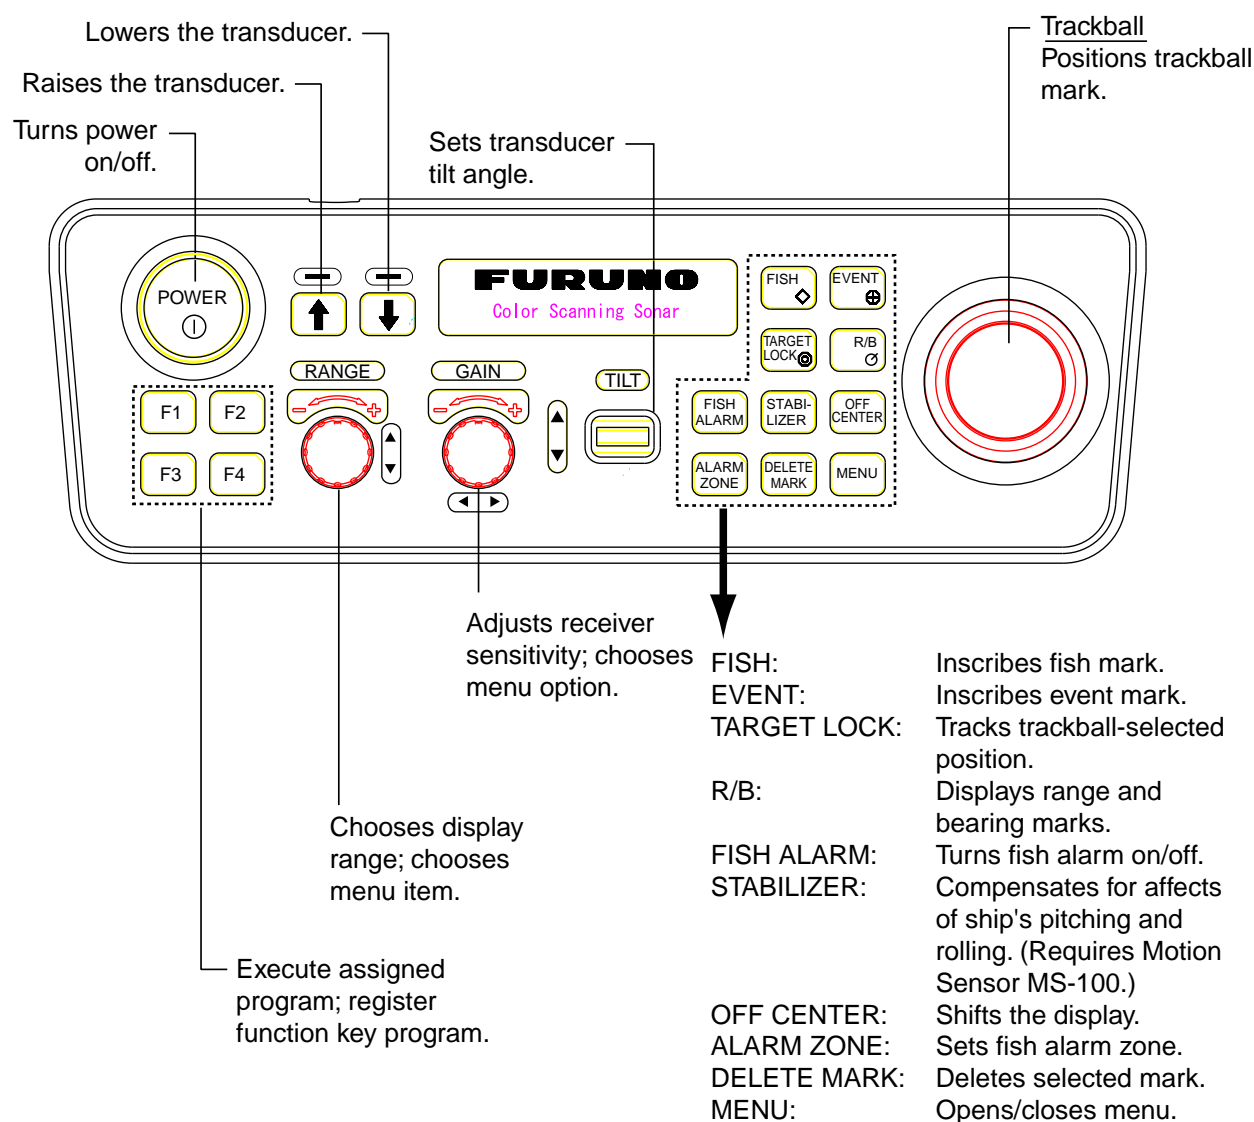 Lowers the transducer.
Raises the transducer.
Turns power
on/off.
Sets transducer
tilt angle.
Trackball
Positions trackball
mark.
POWER
FURUNO
Color Scanning Sonar
FISH
EVENT
TARGET
LOCK
R/B
RANGE
GAIN
TILT
F1
F2
F3
F4
FISH
ALARM
STABI-
LIZER
OFF
CENTER
ALARM
ZONE
DELETE
MARK
MENU
Adjusts receiver
sensitivity; chooses
menu option.
Chooses display
range; chooses
menu item.
Execute assigned
program; register
function key program.
FISH: Inscribes fish mark.
EVENT: Inscribes event mark.
TARGET LOCK: Tracks trackball-selected
position.
R/B: Displays range and
bearing marks.
FISH ALARM: Turns fish alarm on/off.
STABILIZER: Compensates for affects
of ship's pitching and
rolling. (Requires Motion
Sensor MS-100.)
OFF CENTER: Shifts the display.
ALARM ZONE: Sets fish alarm zone.
DELETE MARK: Deletes selected mark.
MENU: Opens/closes menu.